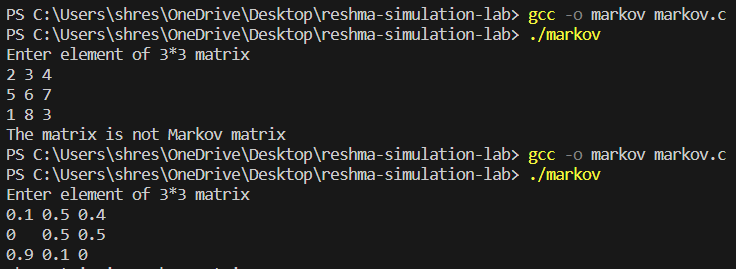 PS C:\Users\shres\OneDrive\Desktop\reshma-simulation-lab> gcc -o markov markov.c
PS C:\Users\shres\OneDrive\Desktop\reshma-simulation-lab> ./markov
Enter element of 3*3 matrix
2 3 4
5 6 7
1 8 3
The matrix is not Markov matrix
PS C:\Users\shres\OneDrive\Desktop\reshma-simulation-lab> gcc -o markov markov.c
PS C:\Users\shres\OneDrive\Desktop\reshma-simulation-lab> ./markov
Enter element of 3*3 matrix
0.1 0.5 0.4
0   0.5 0.5
0.9 0.1 0